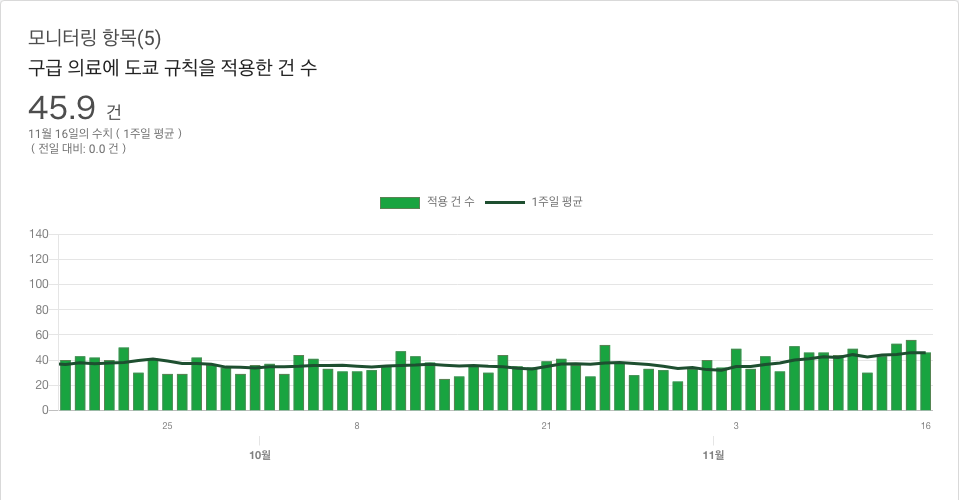 모니터링 항목(5)
구급 의료에 도쿄 규칙을 적용한 건 수
45.9 건
11월 16일의 수치 ( 1주일 평균 )
( 전일 대비: 0.0 건 )
적용 건 수 1주일 평균
140
120
100
80
60
40
20
0
25 8 21 3 16
10월 11월